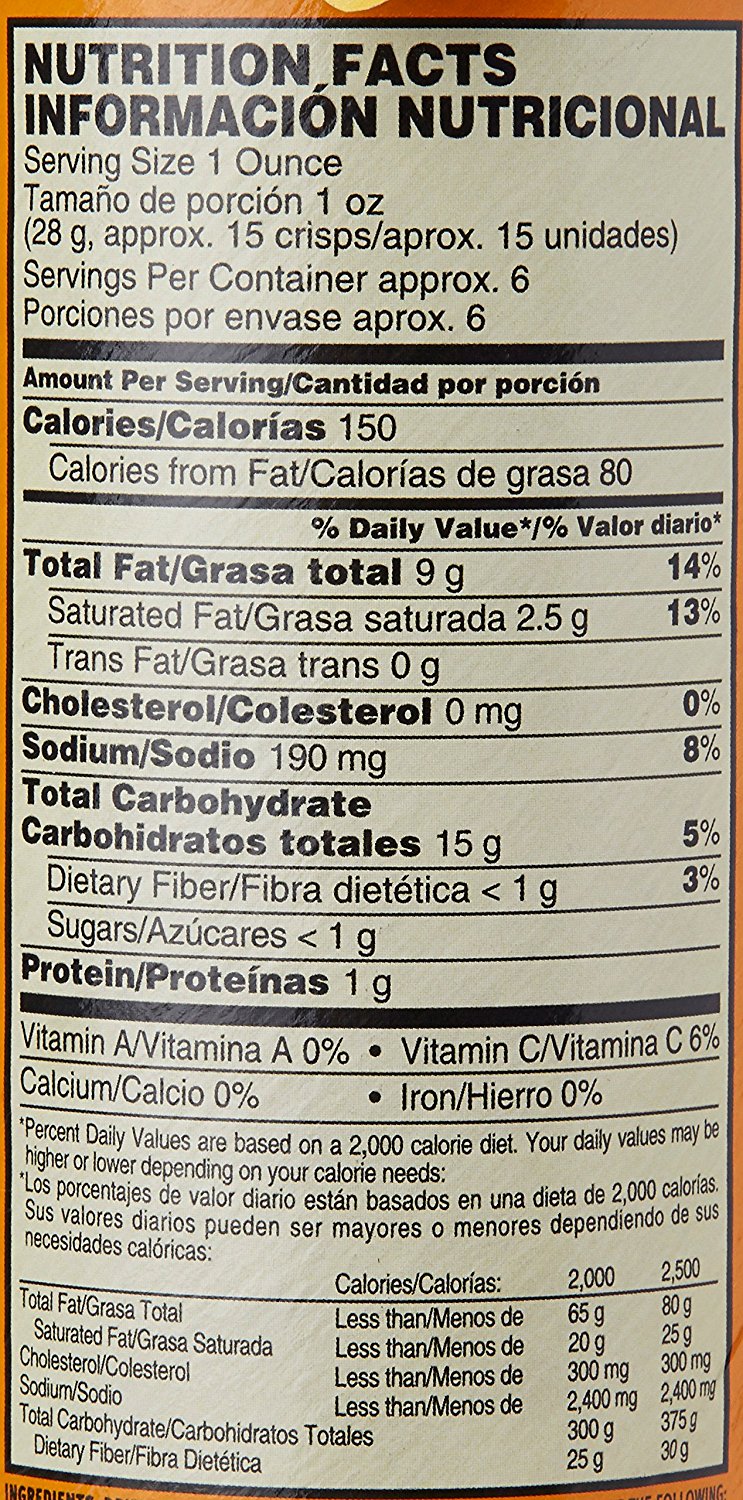 NUTRITION FACTS
INFORMACIÓN NUTRICIONAL
Serving Size 1 Ounce
Tamaño de porción 1 oz
(28 g, approx. 15 crisps/aprox. 15 unidades)
Servings Per Container approx. 6
Porciones por envase aprox. 6
Amount Per Serving/Cantidad por porción
Calories/Calorías 150
Calories from Fat/Calorías de grasa 80
% Daily Value*/% Valor diario*
Total Fat/Grasa total 9 g 14%
Saturated Fat/Grasa saturada 2.5 g 13%
Trans Fat/Grasa trans 0 g
Cholesterol/Colesterol 0 mg 0%
Sodium/Sodio 190 mg 8%
Total Carbohydrate
Carbohidratos totales 15 g 5%
Dietary Fiber/Fibra dietética < 1 g 3%
Sugars/Azúcares < 1 g
Protein/Proteínas 1 g
Vitamin A/Vitamina A 0% • Vitamin C/Vitamina C 6%
Calcium/Calcio 0% • Iron/Hierro 0%
*Percent Daily Values are based on a 2,000 calorie diet. Your daily values may be
higher or lower depending on your calorie needs:
*Los porcentajes de valor diario están basados en una dieta de 2,000 calorías.
Sus valores diarios pueden ser mayores o menores dependiendo de sus
necesidades calóricas:
Calories/Calorías: 2,000 2,500
Total Fat/Grasa Total Less than/Menos de 65 g 80 g
Saturated Fat/Grasa Saturada Less than/Menos de 20 g 25 g
Cholesterol/Colesterol Less than/Menos de 300 mg 300 mg
Sodium/Sodio Less than/Menos de 2,400 mg 2,400 mg
Total Carbohydrate/Carbohidratos Totales 300 g 375 g
Dietary Fiber/Fibra Dietética 25 g 30 g
INGREDIENTS FOLLOWING: